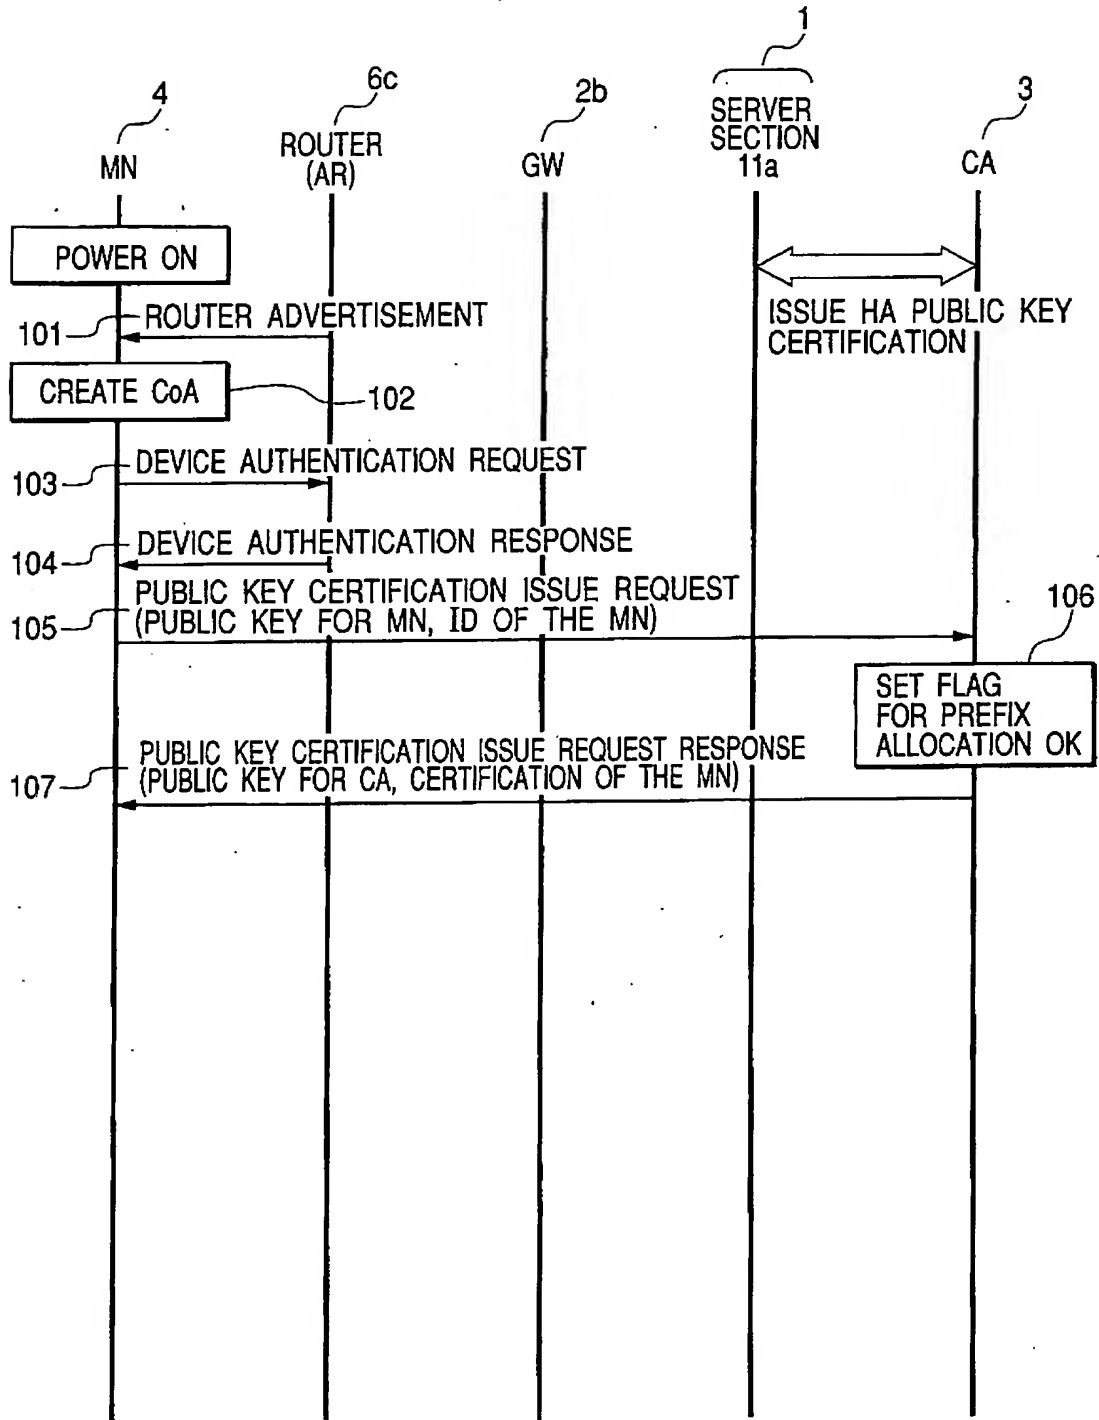 1
4
6c
2b
3
MN
ROUTER
(AR)
GW
SERVER
SECTION
11a
CA
POWER ON
101
ROUTER ADVERTISEMENT
ISSUE HA PUBLIC KEY
CERTIFICATION
CREATE CoA
102
103
DEVICE AUTHENTICATION REQUEST
104
DEVICE AUTHENTICATION RESPONSE
105
PUBLIC KEY CERTIFICATION ISSUE REQUEST
(PUBLIC KEY FOR MN, ID OF THE MN)
106
SET FLAG
FOR PREFIX
ALLOCATION OK
107
PUBLIC KEY CERTIFICATION ISSUE REQUEST RESPONSE
(PUBLIC KEY FOR CA, CERTIFICATION OF THE MN)